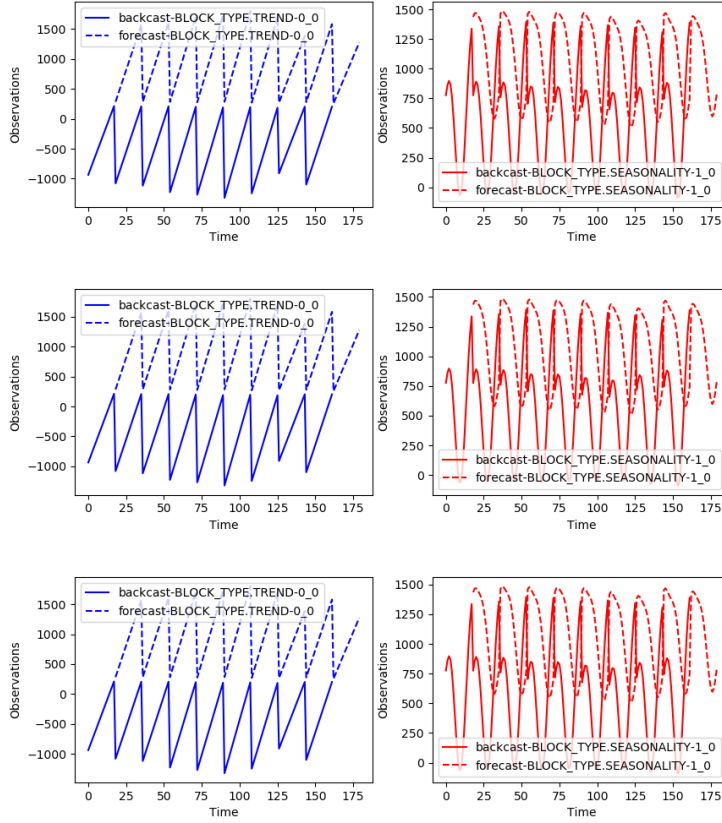 backcast-BLOCK_TYPE.TREND-0_0
forecast-BLOCK_TYPE.TREND-0_0
1500
1000
500
0
−500
−1000
Observations
0 25 50 75 100 125 150 175
Time
1500
1250
1000
750
500
250
0
Observations
backcast-BLOCK_TYPE.SEASONALITY-1_0
forecast-BLOCK_TYPE.SEASONALITY-1_0
0 25 50 75 100 125 150 175
Time
backcast-BLOCK_TYPE.TREND-0_0
forecast-BLOCK_TYPE.TREND-0_0
1500
1000
500
0
−500
−1000
Observations
0 25 50 75 100 125 150 175
Time
1500
1250
1000
750
500
250
0
Observations
backcast-BLOCK_TYPE.SEASONALITY-1_0
forecast-BLOCK_TYPE.SEASONALITY-1_0
0 25 50 75 100 125 150 175
Time
backcast-BLOCK_TYPE.TREND-0_0
forecast-BLOCK_TYPE.TREND-0_0
1500
1000
500
0
−500
−1000
Observations
0 25 50 75 100 125 150 175
Time
1500
1250
1000
750
500
250
0
Observations
backcast-BLOCK_TYPE.SEASONALITY-1_0
forecast-BLOCK_TYPE.SEASONALITY-1_0
0 25 50 75 100 125 150 175
Time